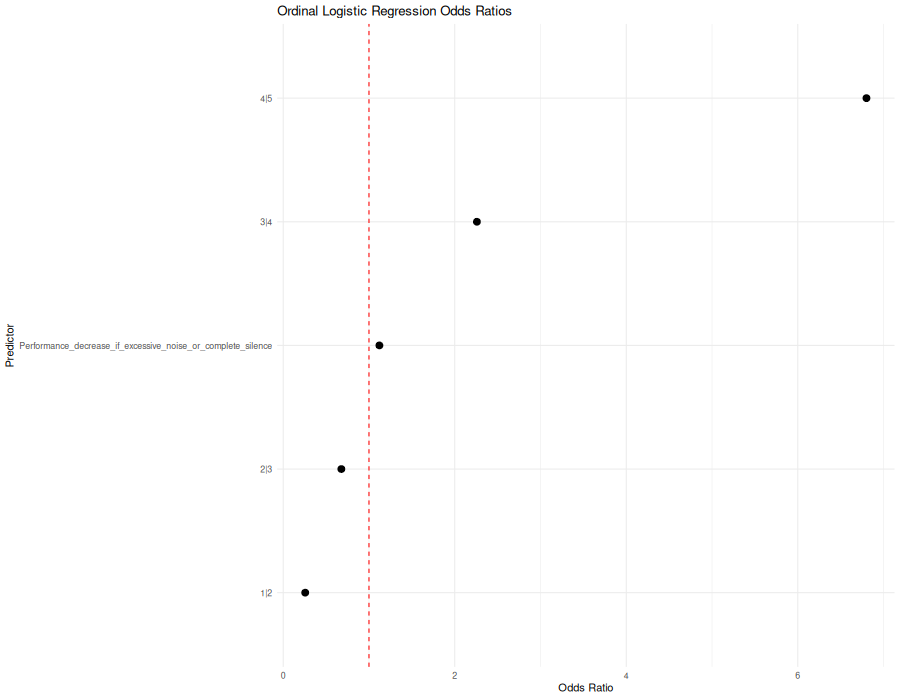 Ordinal Logistic Regression Odds Ratios
4|5
3|4
Performance_decrease_if_excessive_noise_or_complete_silence
2|3
1|2
Predictor
0 2 4 6
Odds Ratio